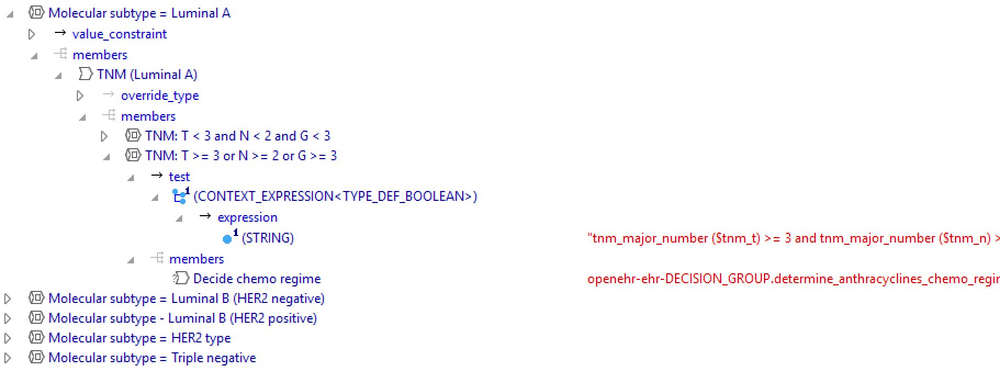 Molecular subtype = Luminal A
value_constraint
members
TNM (Luminal A)
override_type
members
TNM: T < 3 and N < 2 and G < 3
TNM: T >= 3 or N >= 2 or G >= 3
test
1 (CONTEXT_EXPRESSION<TYPE_DEF_BOOLEAN>)
expression
1 (STRING) "tnm_major_number ($tnm_t) >= 3 and tnm_major_number ($tnm_n) >
members
? Decide chemo regime openehr-ehr-DECISION_GROUP.determine_anthracyclines_chemo_regir
Molecular subtype = Luminal B (HER2 negative)
Molecular subtype - Luminal B (HER2 positive)
Molecular subtype = HER2 type
Molecular subtype = Triple negative